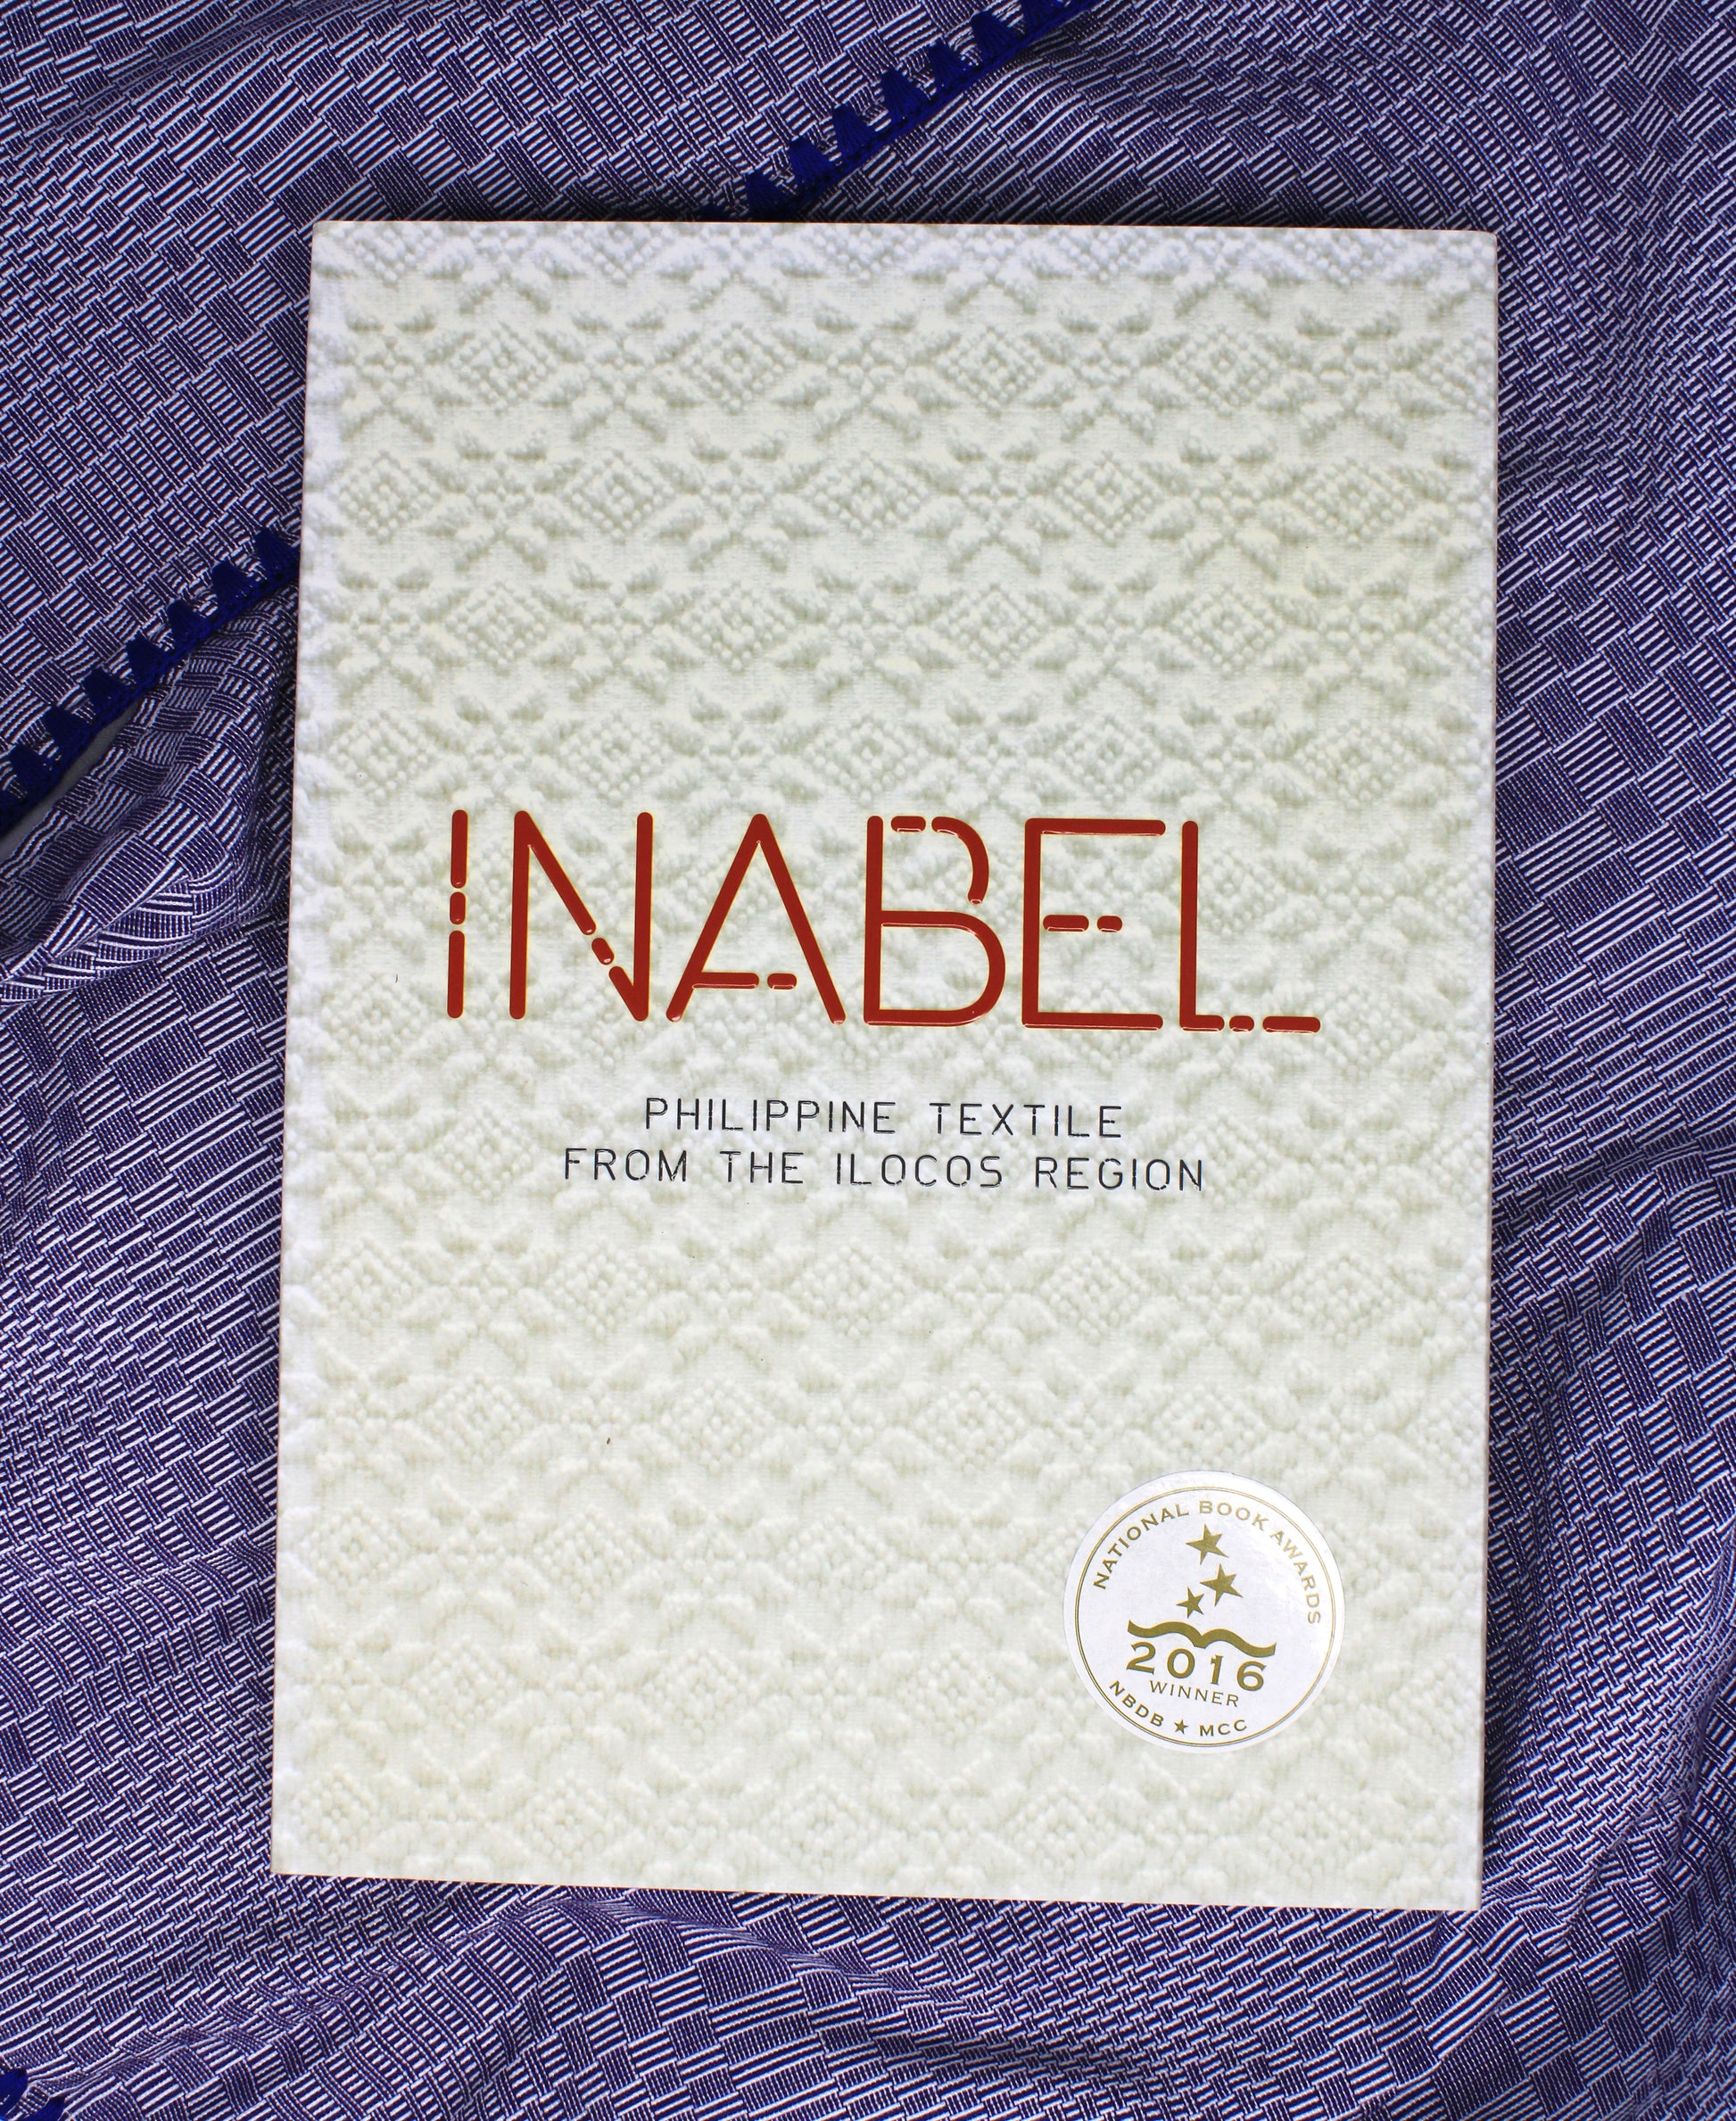 INABEL
PHILIPPINE TEXTILE
FROM THE ILOCOS REGION
NATIONAL BOOK AWARDS
2016
WINNER
NBDB ★ MCC